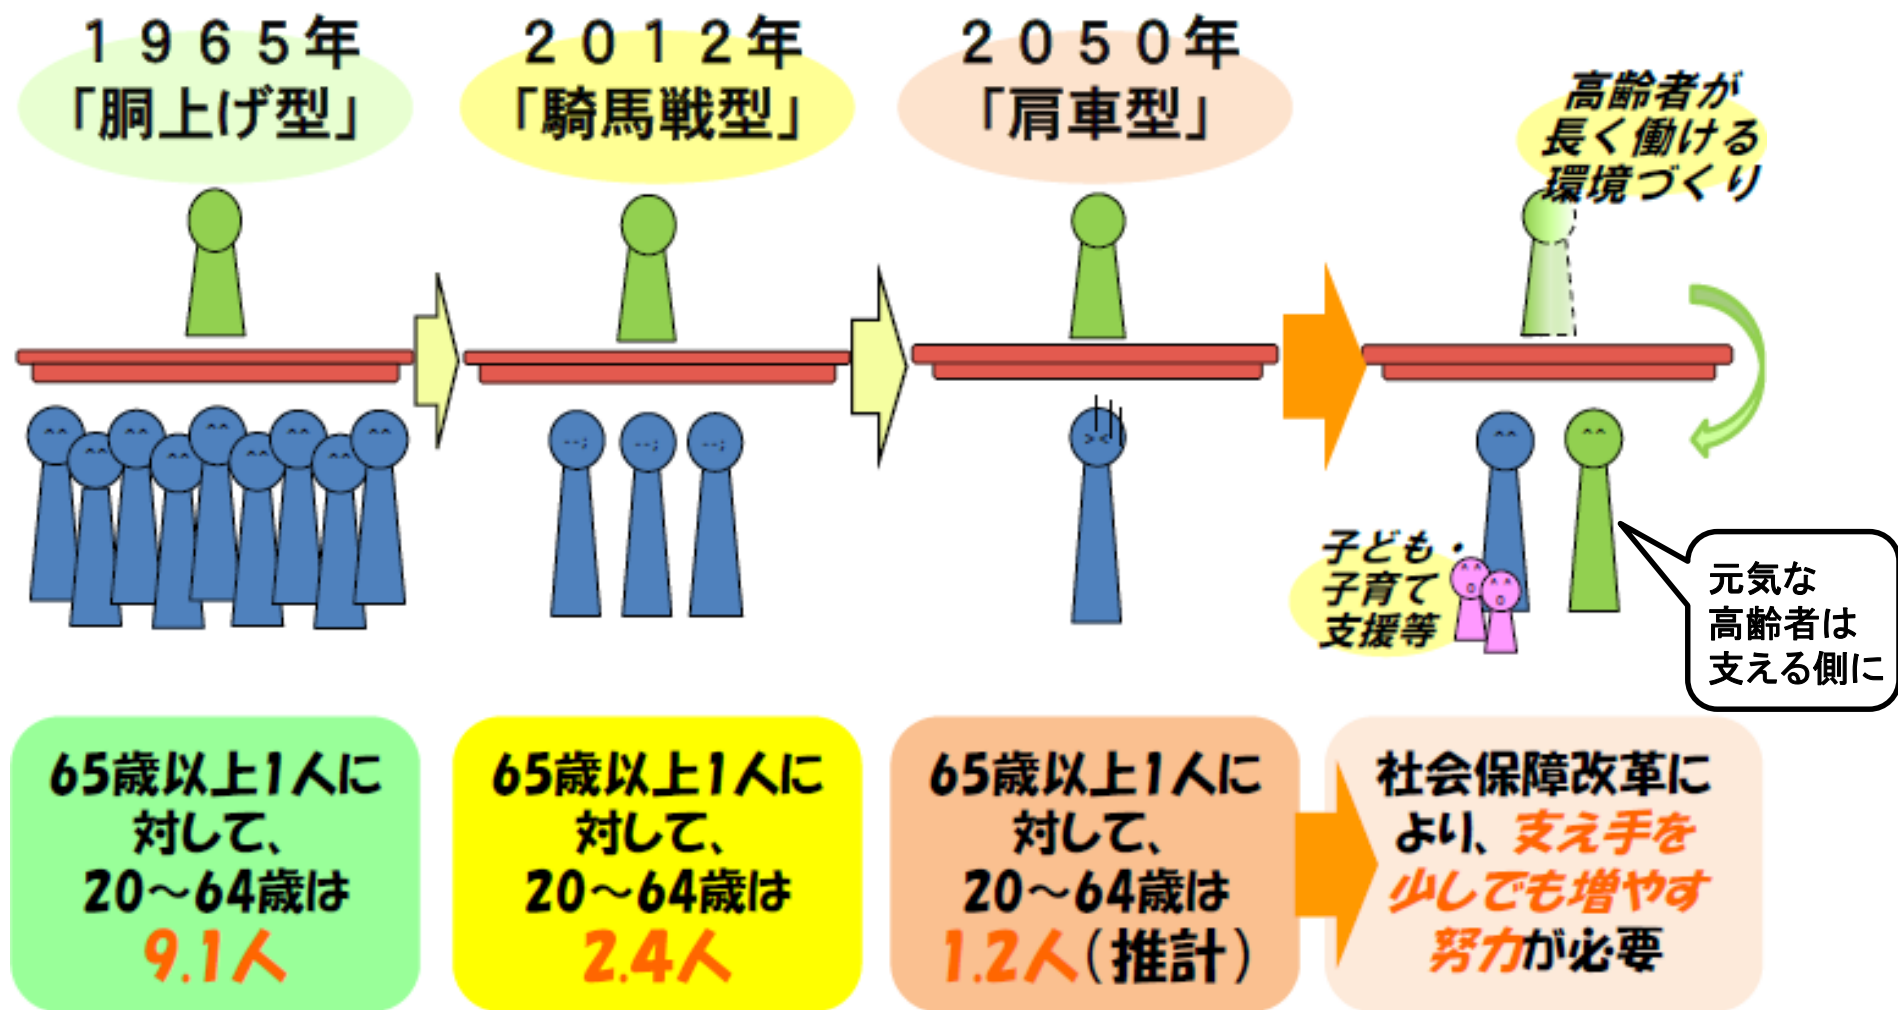 １９６５年
「胴上げ型」
２０１２年
「騎馬戦型」
２０５０年
「肩車型」
高齢者が
長く働ける
環境づくり
子ども・
子育て
支援等
元気な
高齢者は
支える側に
65歳以上1人に
対して、
20～64歳は
9.1人
65歳以上1人に
対して、
20～64歳は
2.4人
65歳以上1人に
対して、
20～64歳は
1.2人(推計)
社会保障改革に
より、支え手を
少しでも増やす
努力が必要